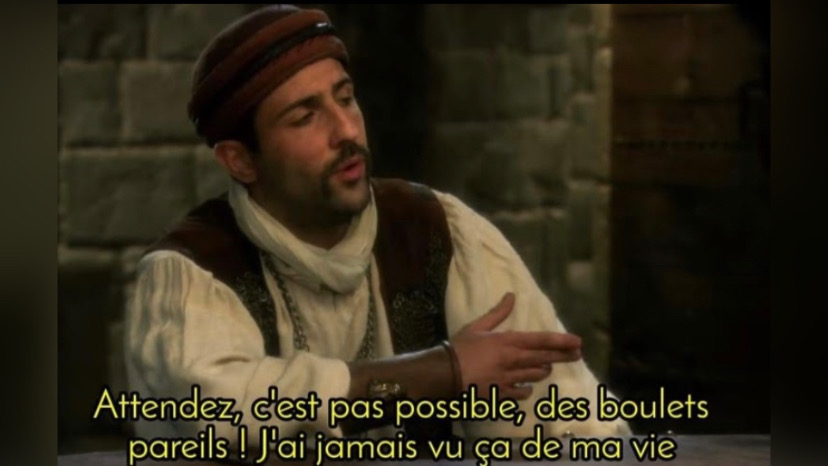 Attendez, c'est pas possible, des boulets
pareils ! J'ai jamais vu ça de ma vie